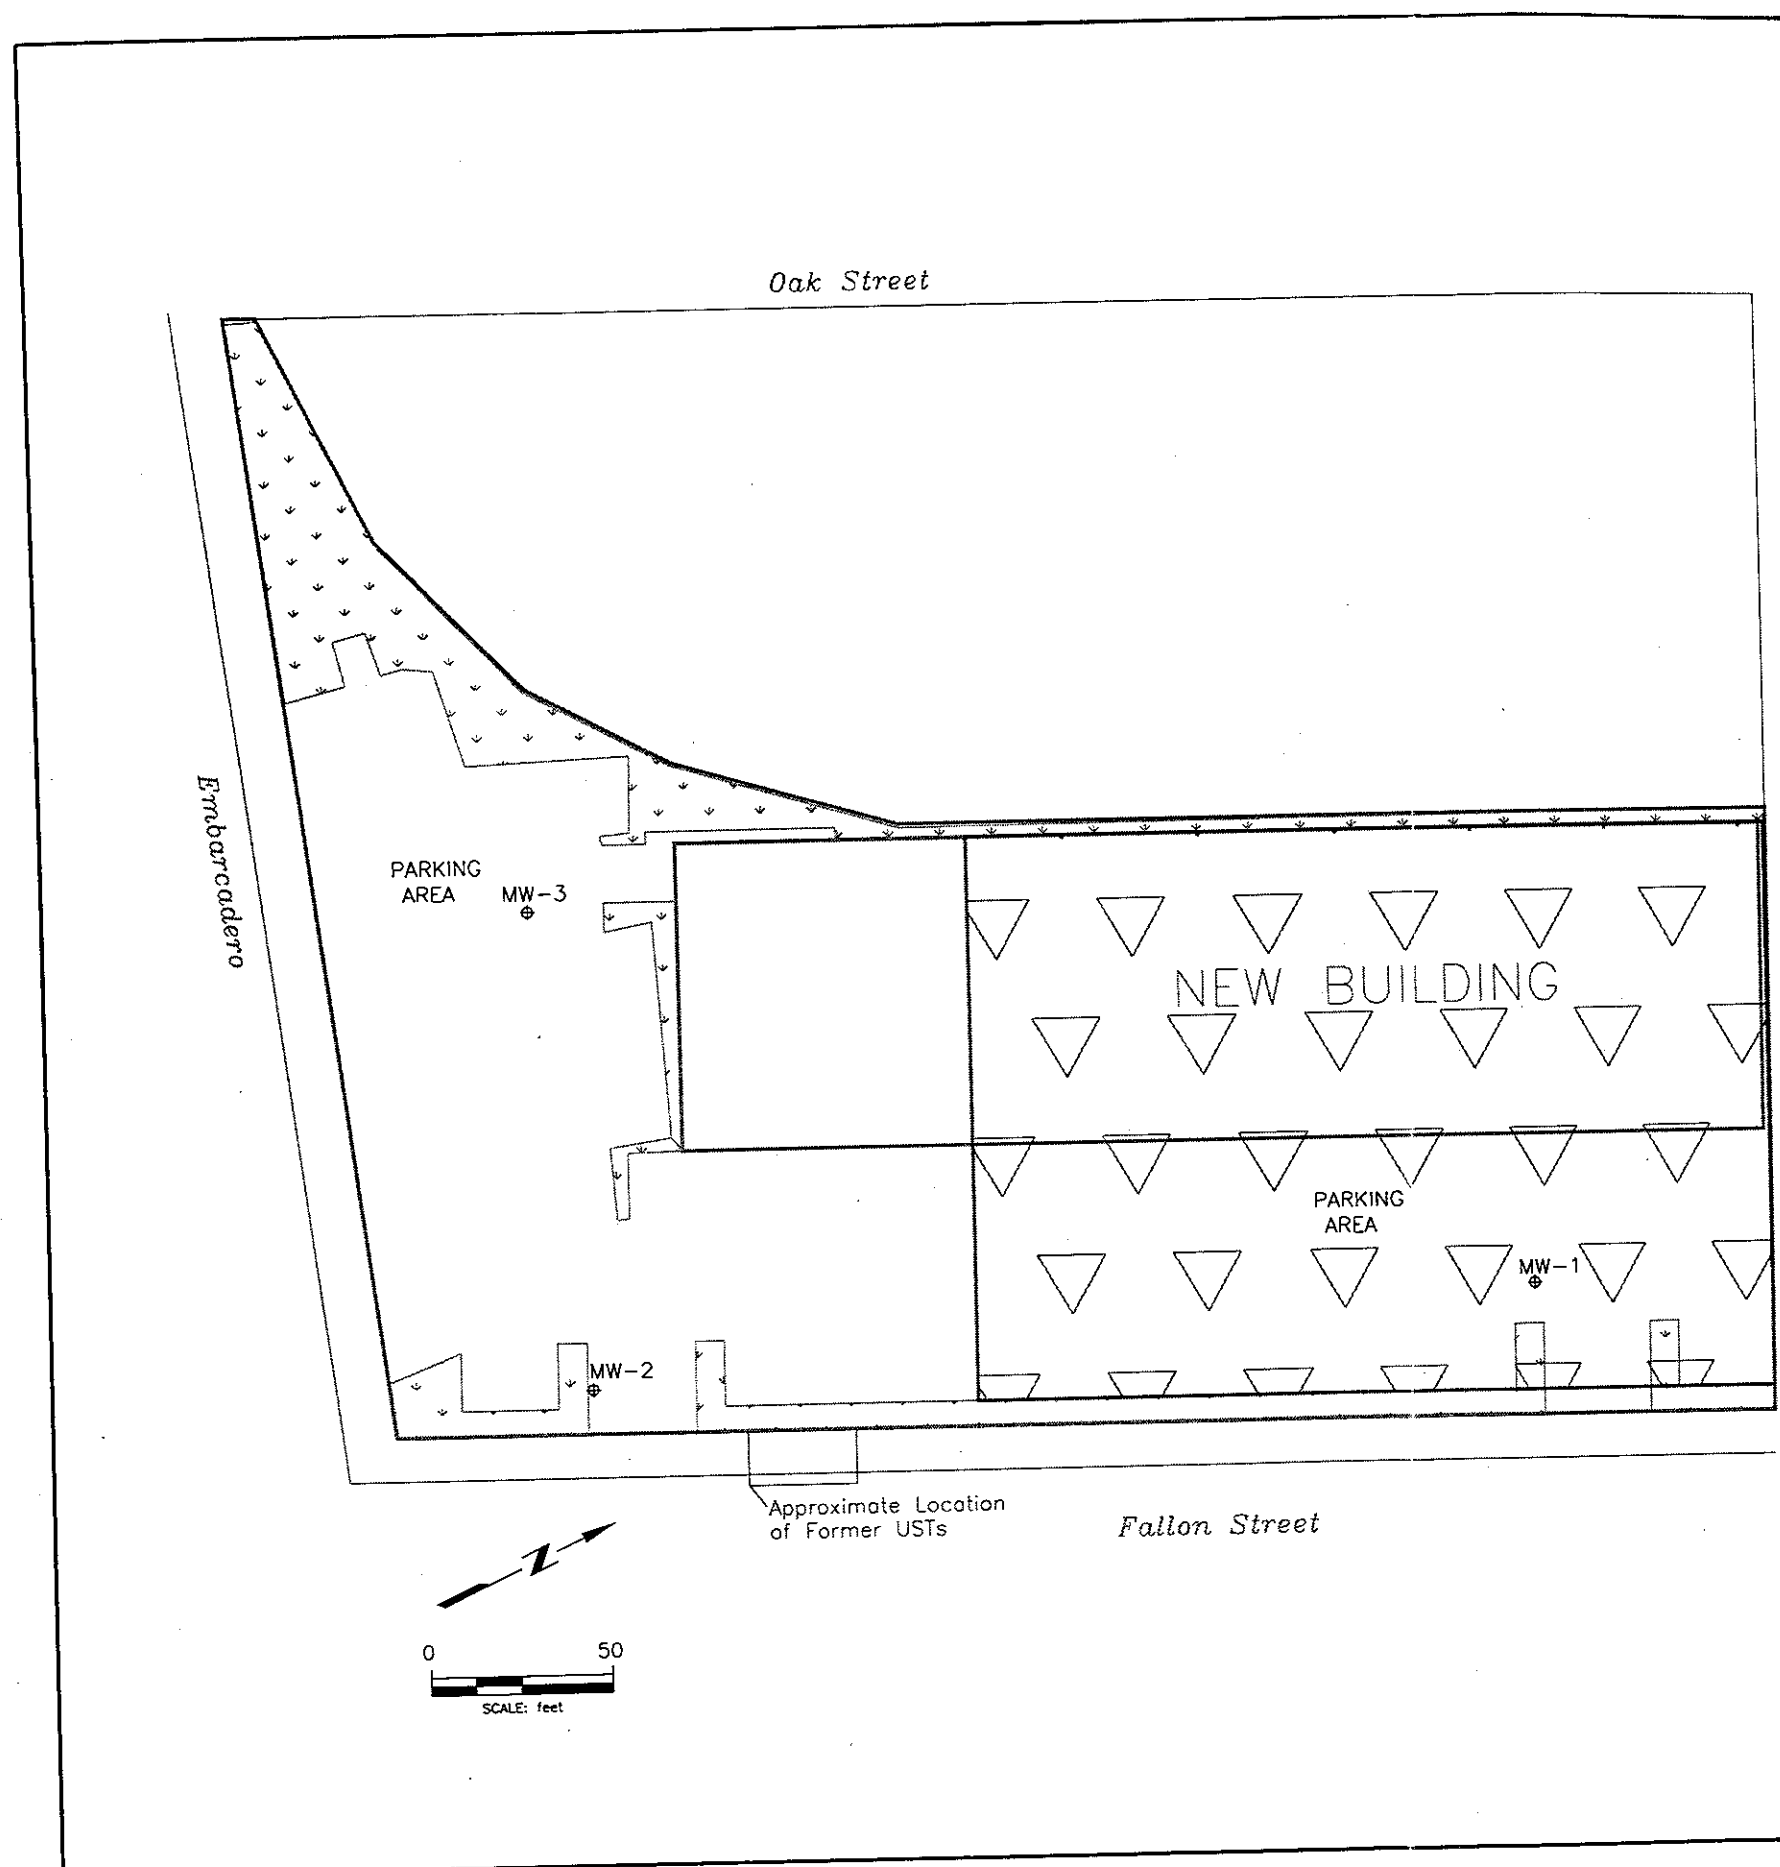 Oak Street
Embarcadero
PARKING
AREA
MW-3
NEW BUILDING
PARKING
AREA
MW-1
MW-2
Approximate Location
of Former USTs
Fallon Street
N
0 50
SCALE: feet